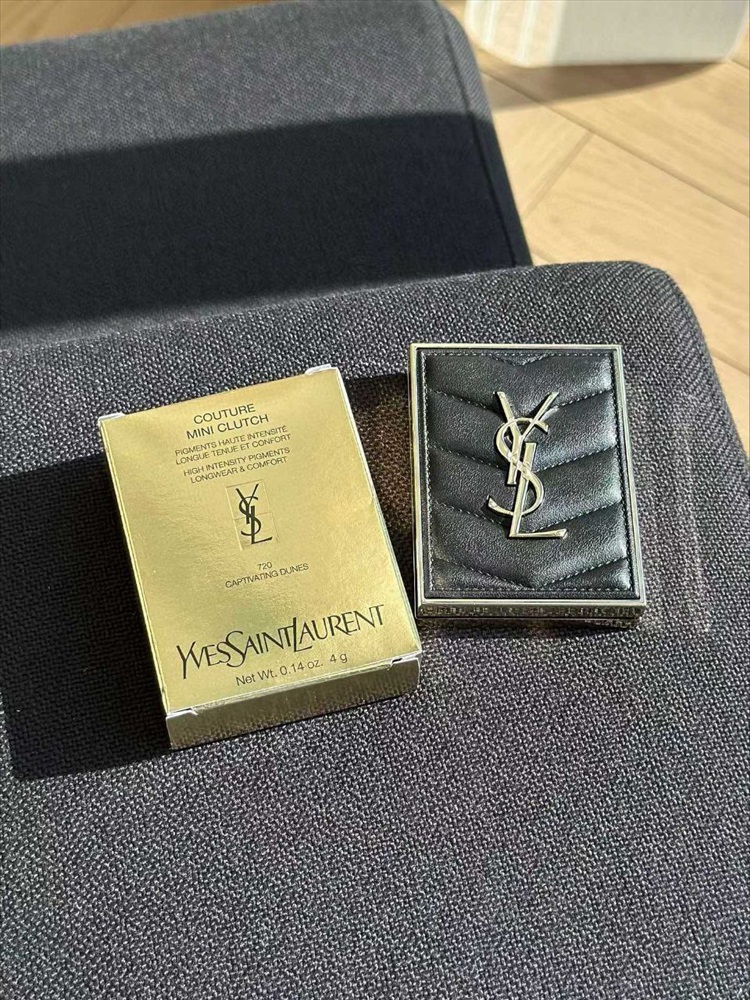 COUTURE
MINI CLUTCH
PIGMENTS HAUTE INTENSITÉ
LONGUE TENUE ET CONFORT
HIGH INTENSITY PIGMENTS
LONGWEAR & COMFORT
YSL
720
CAPTIVATING DUNES
YVESSAINTLAURENT
Net Wt. 0.14 oz. 4 g
YSL